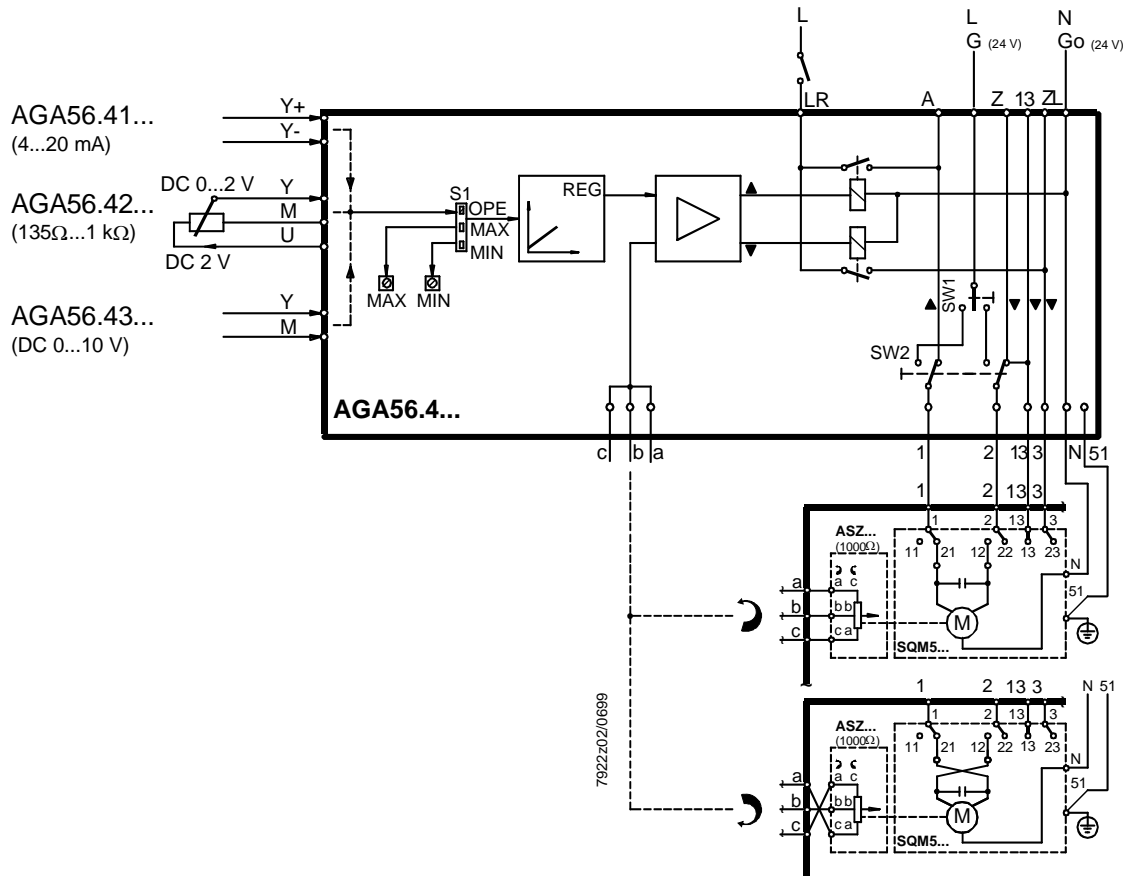 L L N
G (24 V) Go (24 V)
LR A Z 13 ZL
AGA56.41...
(4...20 mA)
Y+
Y-
AGA56.42...
(135Ω...1 kΩ)
DC 0...2 V
Y
M
U
DC 2 V
AGA56.43...
(DC 0...10 V)
Y
M
S1
OPE
MAX
MIN
MAX MIN
REG
SW1
SW2
AGA56.4...
c b a
1 2 13 3 N 51
1 2 13 3
1 2 13 3
ASZ...
(1000Ω)
11 21 12 22 13 23
a c
b b
c a
a
b
c
M
N
51
SQM5...
7922z02/0699
1 2 13 3 N 51
1 2 13 3
ASZ...
(1000Ω)
11 21 12 22 13 23
a c
b b
c a
a
b
c
M
N
51
SQM5...